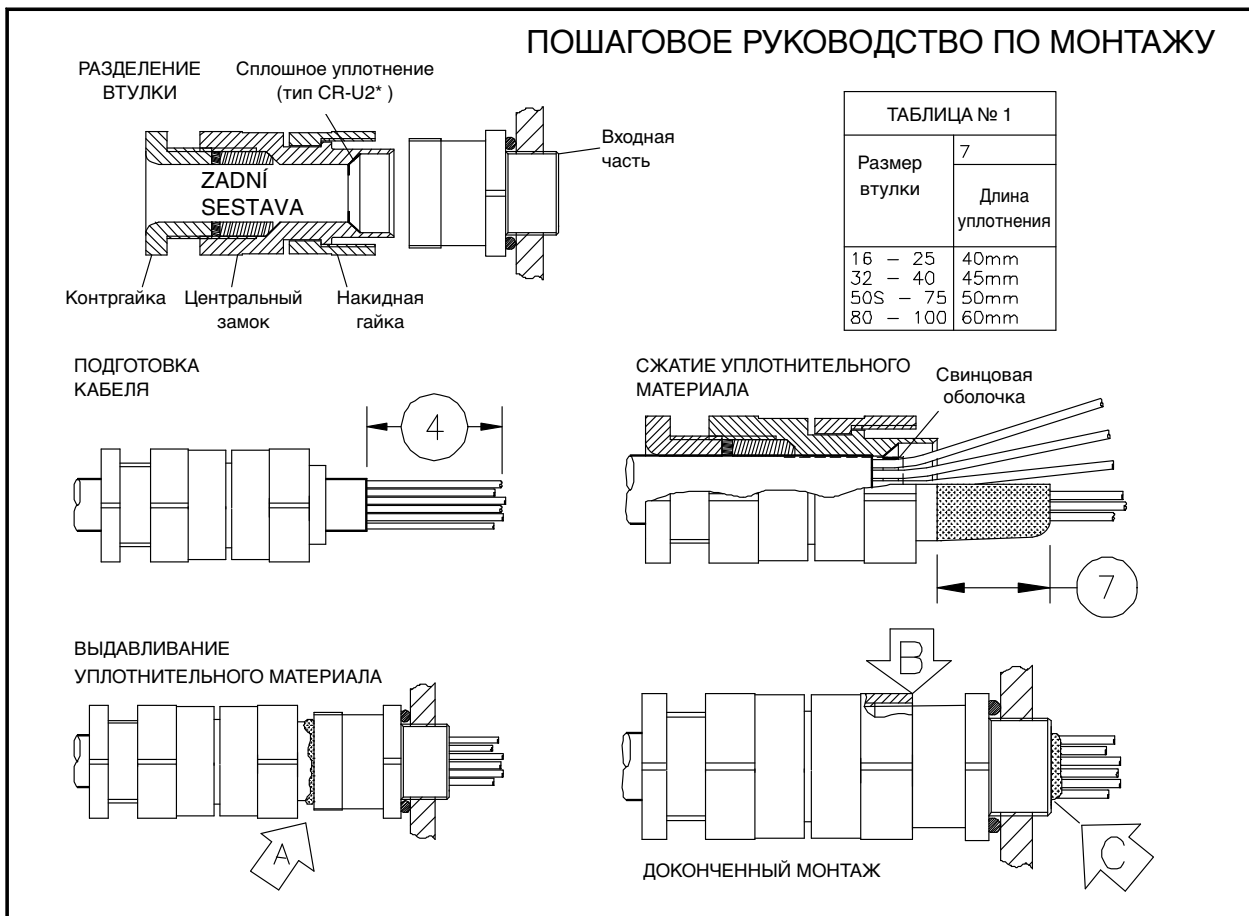 ПОШАГОВОЕ РУКОВОДСТВО ПО МОНТАЖУ
РАЗДЕЛЕНИЕ
ВТУЛКИ
Сплошное уплотнение
(тип CR-U2* )
Входная
часть
ZADNÍ
SESTAVA
Контргайка
Центральный
замок
Накидная
гайка
ТАБЛИЦА № 1
Размер
втулки
7
Длина
уплотнения
16 – 25 40mm
32 – 40 45mm
50S – 75 50mm
80 – 100 60mm
ПОДГОТОВКА
КАБЕЛЯ
4
СЖАТИЕ УПЛОТНИТЕЛЬНОГО
МАТЕРИАЛА
Свинцовая
оболочка
7
ВЫДАВЛИВАНИЕ
УПЛОТНИТЕЛЬНОГО МАТЕРИАЛА
A
B
C
ДОКОНЧЕННЫЙ МОНТАЖ